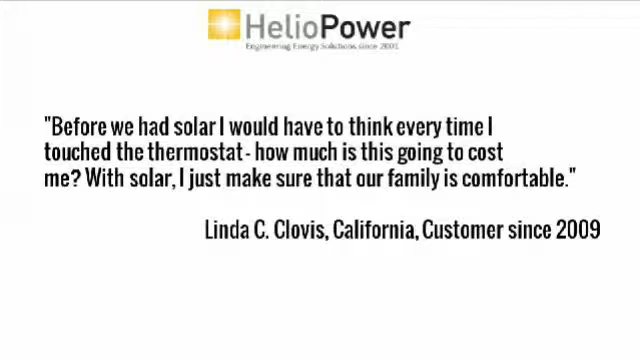 HelioPower
Engineering Energy Solutions since 2001
"Before we had solar I would have to think every time I
touched the thermostat - how much is this going to cost
me? With solar, I just make sure that our family is comfortable."
Linda C. Clovis, California, Customer since 2009